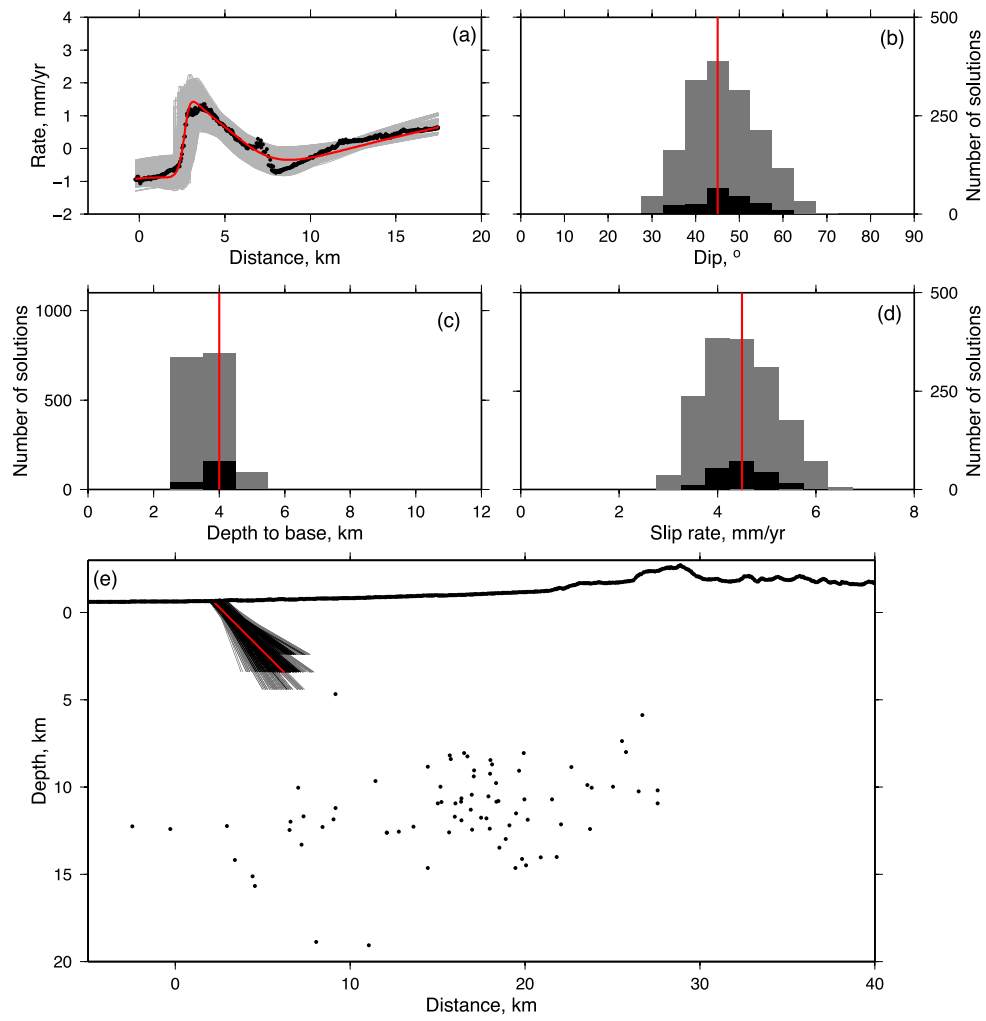 (a)
Rate, mm/yr
4
3
2
1
0
−1
−2
0 5 10 15 20
Distance, km
(b)
500
250
0
Number of solutions
0 10 20 30 40 50 60 70 80 90
Dip, o
(c)
Number of solutions
1000
500
0
0 2 4 6 8 10 12
Depth to base, km
(d)
500
250
0
Number of solutions
0 2 4 6 8
Slip rate, mm/yr
(e)
Depth, km
0
5
10
15
20
0 10 20 30 40
Distance, km